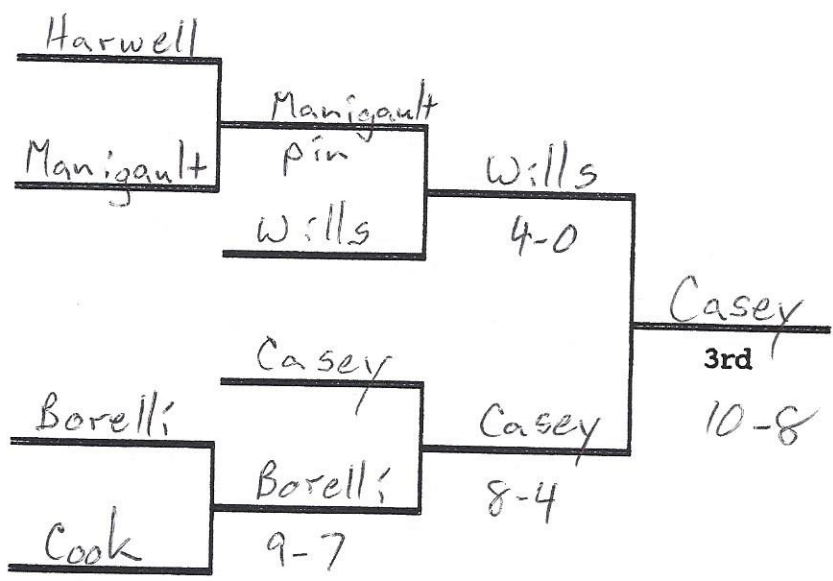 Harwell
Manigault
pin
Manigault
Wills
4-0
Wills
Casey
3rd
10-8
Casey
Borelli
Casey
8-4
Borelli
9-7
Cook